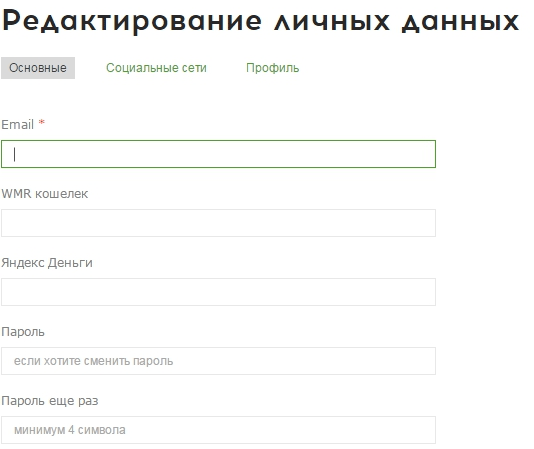 Редактирование личных данных
Основные Социальные сети Профиль
Email *
WMR кошелек
Яндекс Деньги
Пароль
если хотите сменить пароль
Пароль еще раз
минимум 4 символа